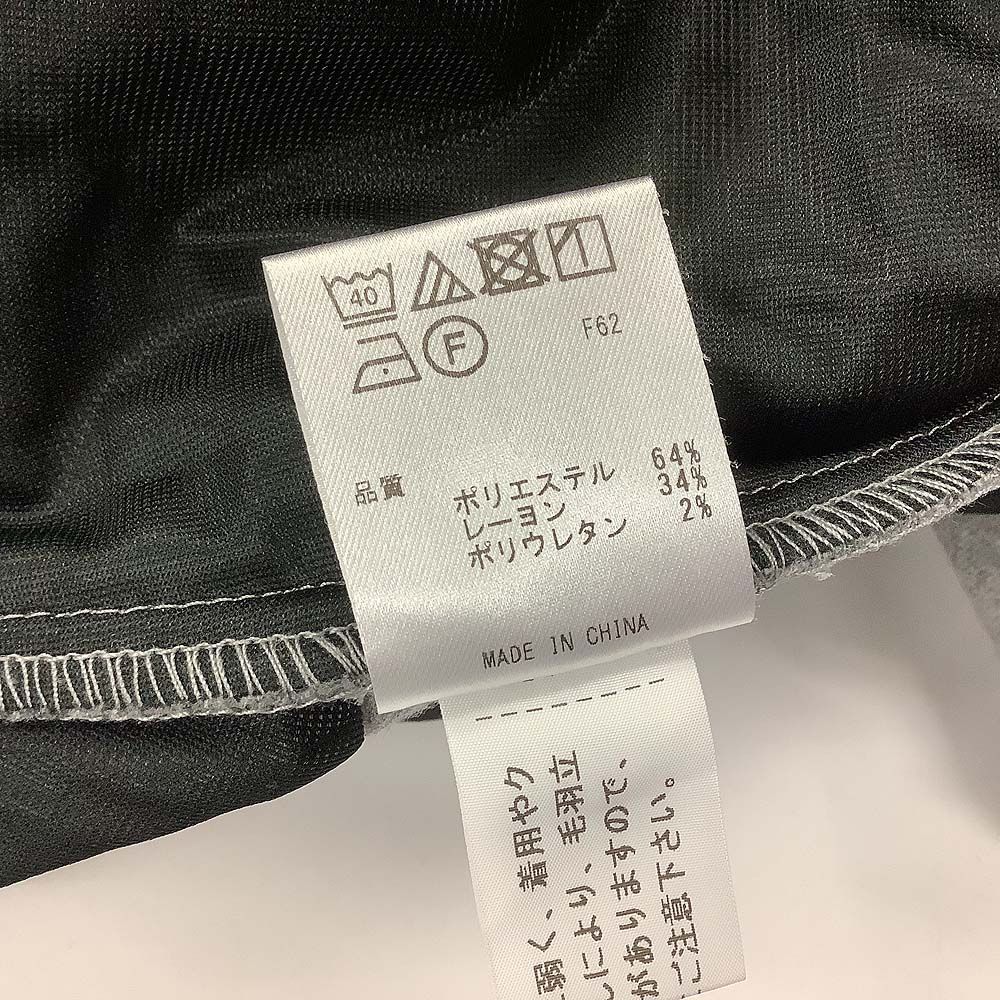 40
F
F62
品質
ポリエステル 64%
レーヨン 34%
ポリウレタン 2%
MADE IN CHINA
弱く、着用やク
により、毛羽立
がありますので、
ご注意下さい。